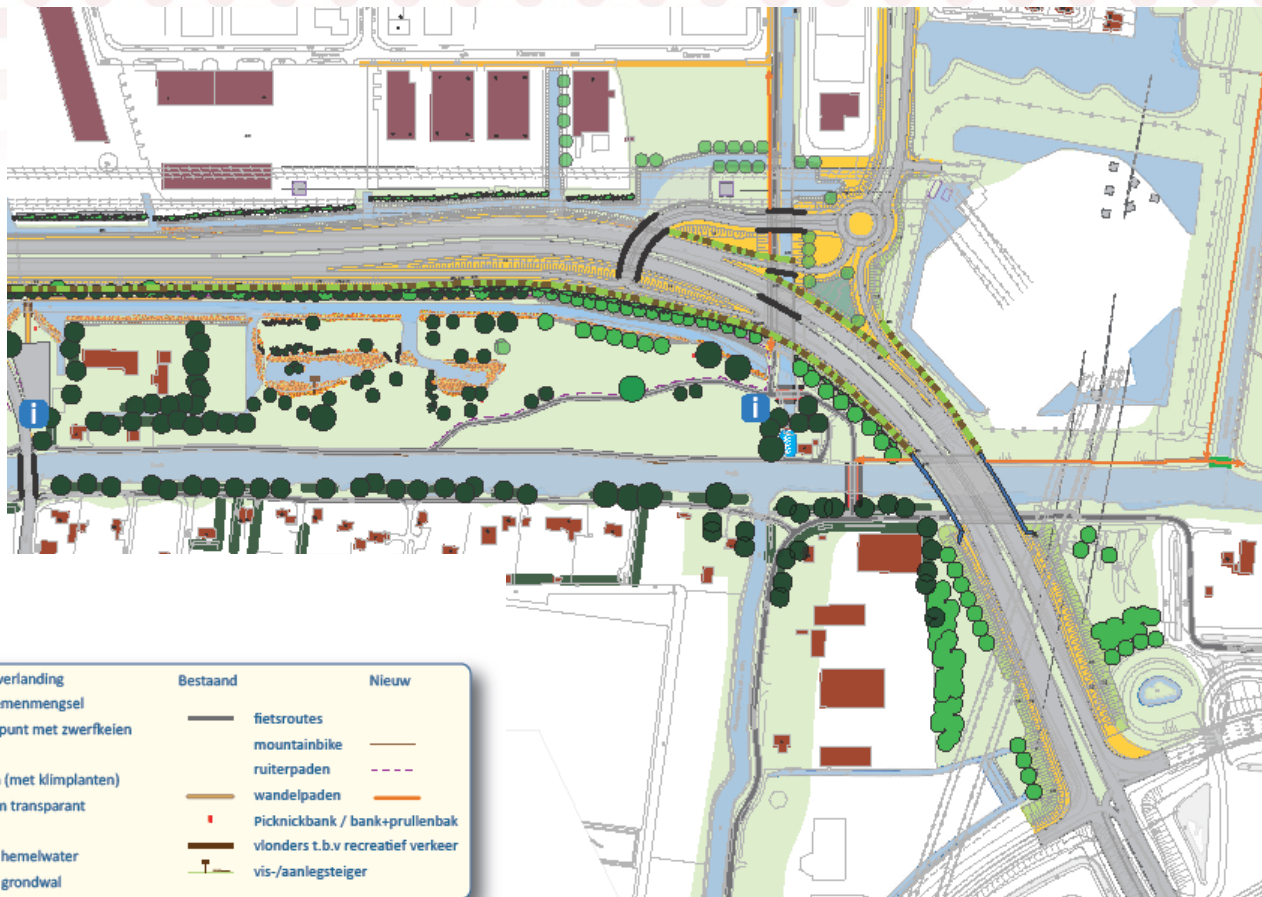 i
i
verlanding
emenmengsel
punt met zwerfkeien
(met klimplanten)
transparant
hemelwater
grondwal
Bestaand Nieuw
fietsroutes
mountainbike
ruiterpaden
wandelpaden
Picknickbank / bank+prullenbak
vlonders t.b.v recreatief verkeer
vis-/aanlegsteiger